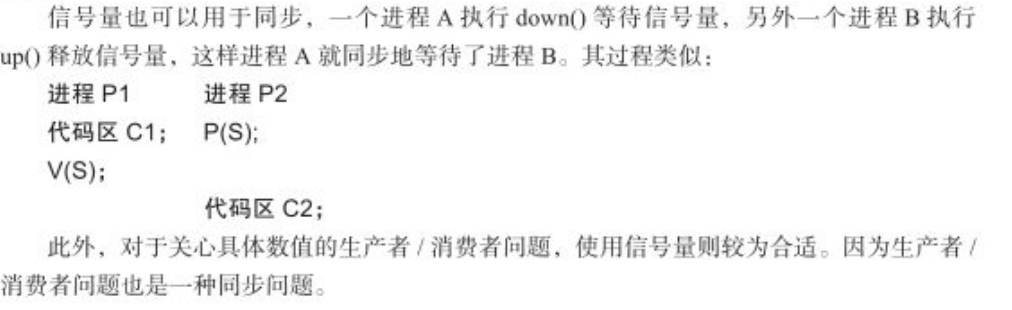 信号量也可以用于同步，一个进程 A 执行 down() 等待信号量，另外一个进程 B 执行
up() 释放信号量，这样进程 A 就同步地等待了进程 B。其过程类似：
进程 P1 进程 P2
代码区 C1； P(S);
V(S)；
代码区 C2；
此外，对于关心具体数值的生产者 / 消费者问题，使用信号量则较为合适。因为生产者 /
消费者问题也是一种同步问题。